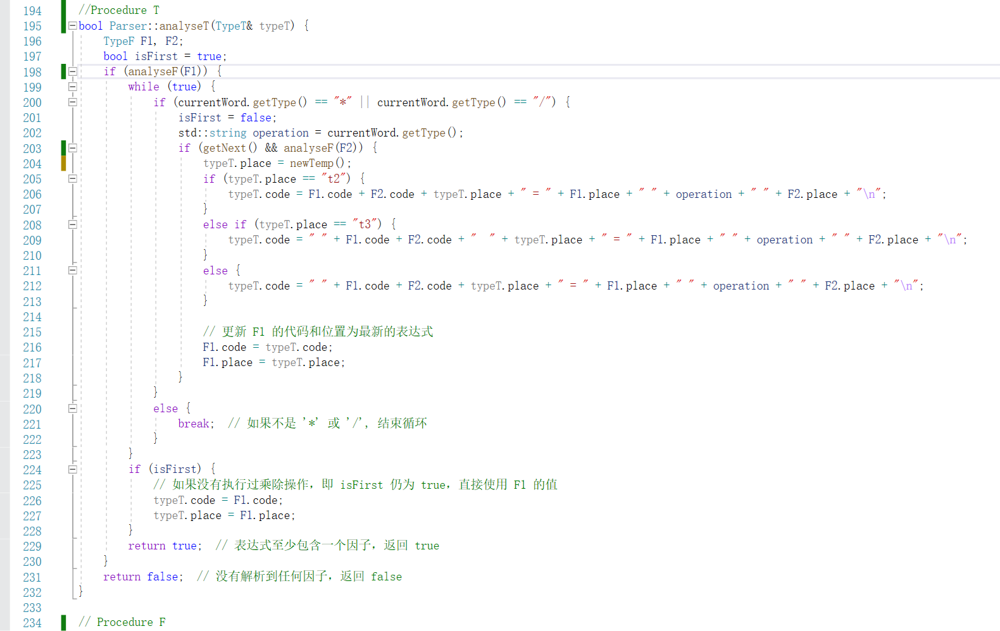 194 //Procedure T
195 bool Parser::analyseT(TypeT& typeT) {
196 TypeF F1, F2;
197 bool isFirst = true;
198 if (analyseF(F1)) {
199 while (true) {
200 if (currentWord.getType() == "*" || currentWord.getType() == "/") {
201 isFirst = false;
202 std::string operation = currentWord.getType();
203 if (getNext() && analyseF(F2)) {
204 typeT.place = newTemp();
205 if (typeT.place == "t2") {
206 typeT.code = F1.code + F2.code + typeT.place + " = " + F1.place + " " + operation + " " + F2.place + "\n";
207 }
208 else if (typeT.place == "t3") {
209 typeT.code = " " + F1.code + F2.code + "  " + typeT.place + " = " + F1.place + " " + operation + " " + F2.place + "\n";
210 }
211 else {
212 typeT.code = " " + F1.code + F2.code + typeT.place + " = " + F1.place + " " + operation + " " + F2.place + "\n";
213 }
214
215 // 更新 F1 的代码和位置为最新的表达式
216 F1.code = typeT.code;
217 F1.place = typeT.place;
218 }
219 }
220 else {
221 break; // 如果不是 '*' 或 '/', 结束循环
222 }
223 }
224 if (isFirst) {
225 // 如果没有执行过乘除操作，即 isFirst 仍为 true，直接使用 F1 的值
226 typeT.code = F1.code;
227 typeT.place = F1.place;
228 }
229 return true; // 表达式至少包含一个因子，返回 true
230 }
231 return false; // 没有解析到任何因子，返回 false
232 }
233
234 // Procedure F